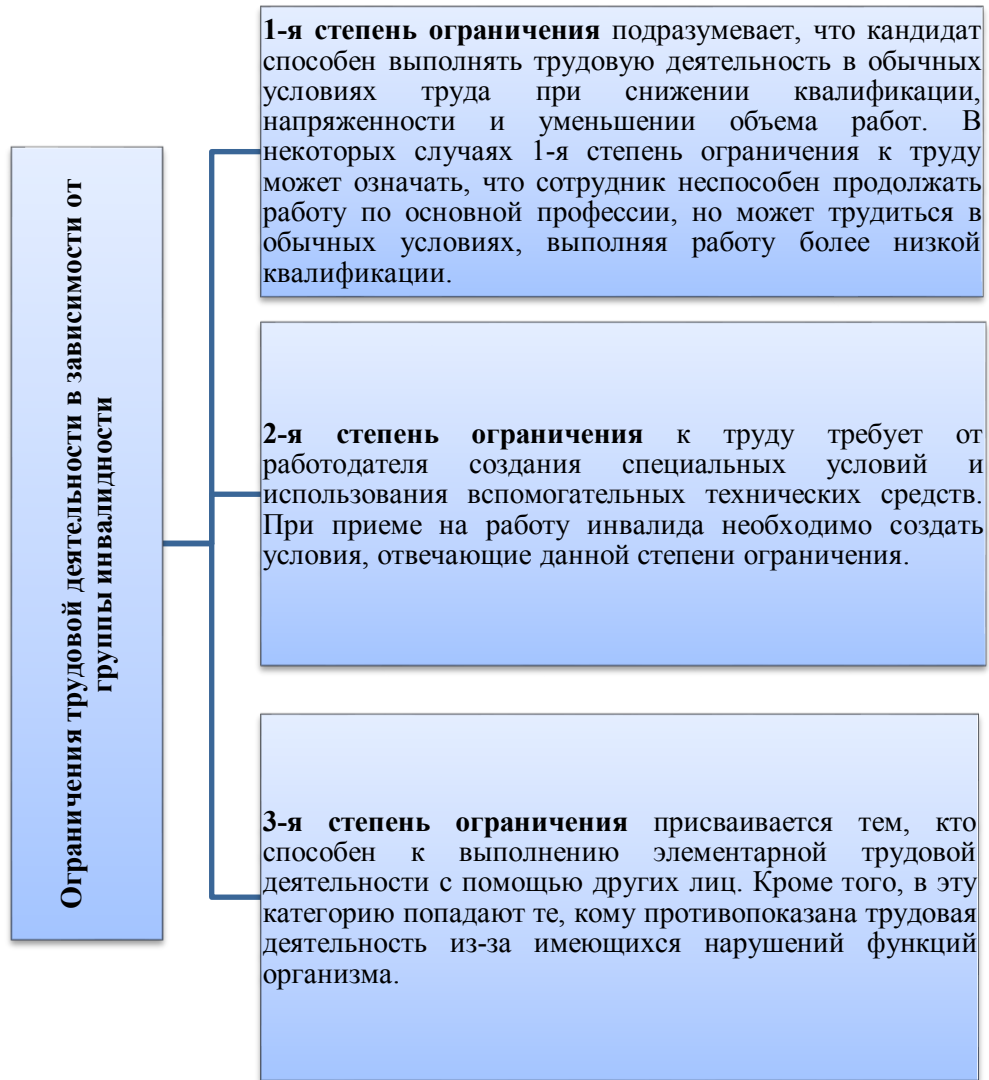 Ограничения трудовой деятельности в зависимости от
группы инвалидности
1-я степень ограничения подразумевает, что кандидат
способен выполнять трудовую деятельность в обычных
условиях труда при снижении квалификации,
напряженности и уменьшении объема работ. В
некоторых случаях 1-я степень ограничения к труду
может означать, что сотрудник неспособен продолжать
работу по основной профессии, но может трудиться в
обычных условиях, выполняя работу более низкой
квалификации.
2-я степень ограничения к труду требует от
работодателя создания специальных условий и
использования вспомогательных технических средств.
При приеме на работу инвалида необходимо создать
условия, отвечающие данной степени ограничения.
3-я степень ограничения присваивается тем, кто
способен к выполнению элементарной трудовой
деятельности с помощью других лиц. Кроме того, в эту
категорию попадают те, кому противопоказана трудовая
деятельность из-за имеющихся нарушений функций
организма.